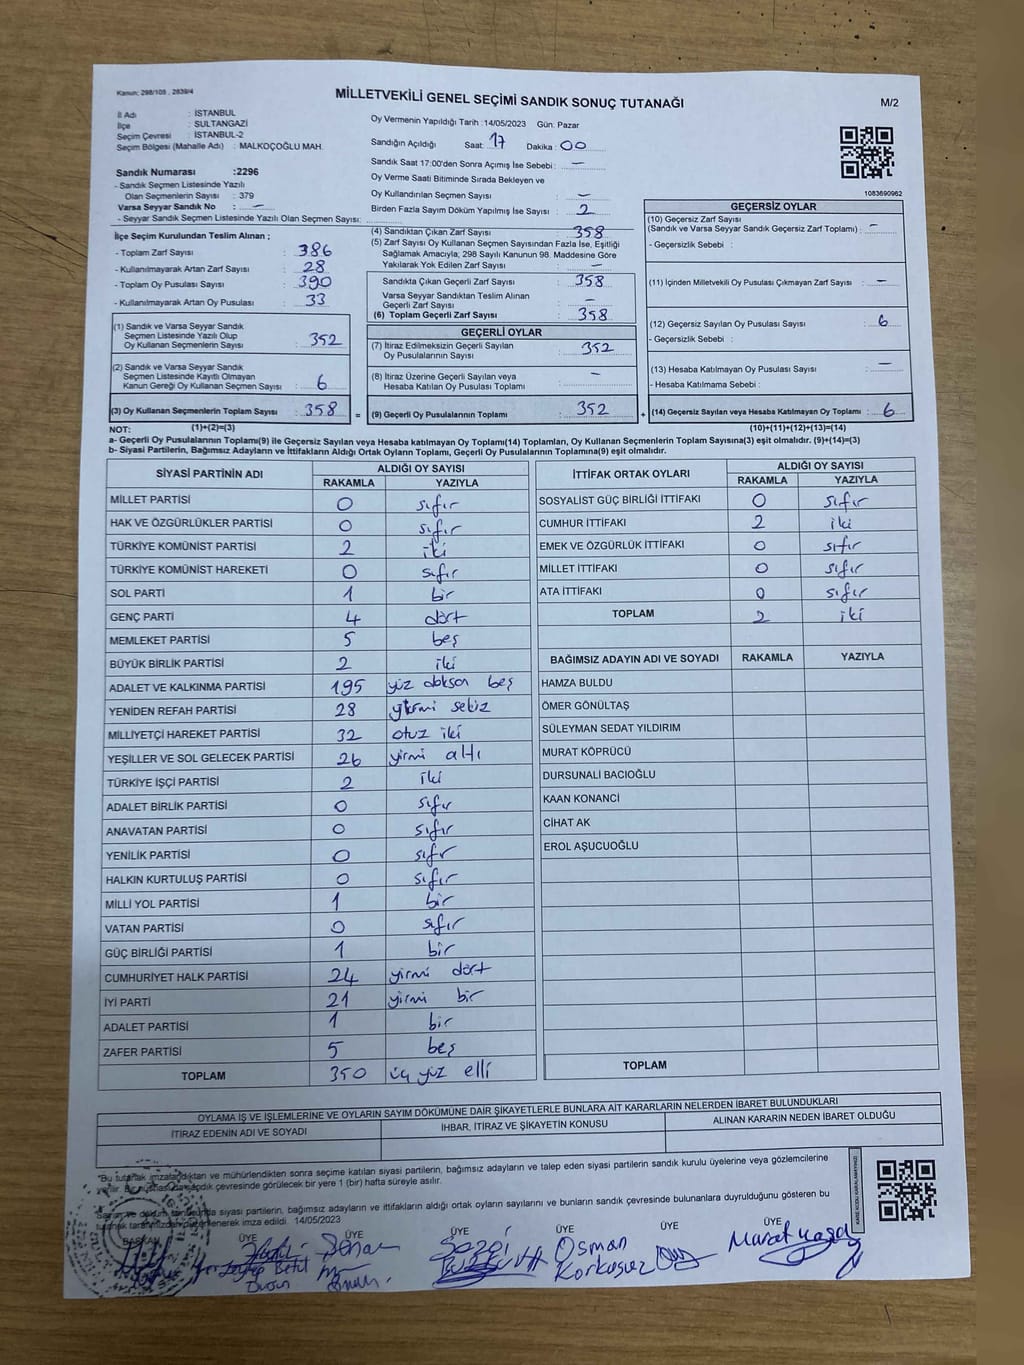 Kanun: 298/105 , 2839/4
MİLLETVEKİLİ GENEL SEÇİMİ SANDIK SONUÇ TUTANAĞI
M/2
İl Adı : İSTANBUL
İlçe : SULTANGAZİ
Seçim Çevresi : İSTANBUL-2
Seçim Bölgesi (Mahalle Adı) : MALKOÇOĞLU MAH.
Oy Vermenin Yapıldığı Tarih :14/05/2023 Gün: Pazar
Sandığın Açıldığı Saat: 17 Dakika : 00
Sandık Saat 17:00'den Sonra Açımış İse Sebebi : —
Oy Verme Saati Bitiminde Sırada Bekleyen ve
Oy Kullandırılan Seçmen Sayısı : —
Birden Fazla Sayım Döküm Yapılmış İse Sayısı : 2
1083690962
Sandık Numarası :2296
- Sandık Seçmen Listesinde Yazılı
Olan Seçmenlerin Sayısı : 379
Varsa Seyyar Sandık No : —
- Seyyar Sandık Seçmen Listesinde Yazılı Olan Seçmen Sayısı:
İlçe Seçim Kurulundan Teslim Alınan ;
- Toplam Zarf Sayısı : 386
- Kullanılmayarak Artan Zarf Sayısı : 28
- Toplam Oy Pusulası Sayısı : 390
- Kullanılmayarak Artan Oy Pusulası : 33
(1) Sandık ve Varsa Seyyar Sandık
Seçmen Listesinde Yazılı Olup
Oy Kullanan Seçmenlerin Sayısı : 352
(2) Sandık ve Varsa Seyyar Sandık
Seçmen Listesinde Kayıtlı Olmayan
Kanun Gereği Oy Kullanan Seçmen Sayısı : 6
(3) Oy Kullanan Seçmenlerin Toplam Sayısı : 358
(4) Sandıktan Çıkan Zarf Sayısı : 358
(5) Zarf Sayısı Oy Kullanan Seçmen Sayısından Fazla İse, Eşitliği
Sağlamak Amacıyla, 298 Sayılı Kanunun 98. Maddesine Göre
Yakılarak Yok Edilen Zarf Sayısı : —
Sandıkta Çıkan Geçerli Zarf Sayısı : 358
Varsa Seyyar Sandıktan Teslim Alınan
Geçerli Zarf Sayısı : —
(6) Toplam Geçerli Zarf Sayısı : 358
GEÇERLİ OYLAR
(7) İtiraz Edilmeksizin Geçerli Sayılan
Oy Pusulalarının Sayısı : 352
(8) İtiraz Üzerine Geçerli Sayılan veya
Hesaba Katılan Oy Pusulası Toplamı : —
= (9) Geçerli Oy Pusulalarının Toplamı : 352 +
GEÇERSİZ OYLAR
(10) Geçersiz Zarf Sayısı
(Sandık ve Varsa Seyyar Sandık Geçersiz Zarf Toplamı) : —
- Geçersizlik Sebebi :
(11) İçinden Milletvekili Oy Pusulası Çıkmayan Zarf Sayısı : —
(12) Geçersiz Sayılan Oy Pusulası Sayısı : 6
- Geçersizlik Sebebi :
(13) Hesaba Katılmayan Oy Pusulası Sayısı : —
- Hesaba Katılmama Sebebi :
(14) Geçersiz Sayılan veya Hesaba Katılmayan Oy Toplamı : 6
NOT: (1)+(2)=(3) (10)+(11)+(12)+(13)=(14)
a- Geçerli Oy Pusulalarının Toplamı(9) ile Geçersiz Sayılan veya Hesaba katılmayan Oy Toplamı(14) Toplamları, Oy Kullanan Seçmenlerin Toplam Sayısına(3) eşit olmalıdır. (9)+(14)=(3)
b- Siyasi Partilerin, Bağımsız Adayların ve İttifakların Aldığı Oyların Toplamı, Geçerli Oy Pusulalarının Toplamına(9) eşit olmalıdır.
SİYASİ PARTİNİN ADI ALDIĞI OY SAYISI
RAKAMLA YAZIYLA
MİLLET PARTİSİ 0 sıfır
HAK VE ÖZGÜRLÜKLER PARTİSİ 0 sıfır
TÜRKİYE KOMÜNİST PARTİSİ 2 iki
TÜRKİYE KOMÜNİST HAREKETİ 0 sıfır
SOL PARTİ 1 bir
GENÇ PARTİ 4 dört
MEMLEKET PARTİSİ 5 beş
BÜYÜK BİRLİK PARTİSİ 2 iki
ADALET VE KALKINMA PARTİSİ 195 yüz doksan beş
YENİDEN REFAH PARTİSİ 28 yirmi sekiz
MİLLİYETÇİ HAREKET PARTİSİ 32 otuz iki
YEŞİLLER VE SOL GELECEK PARTİSİ 26 yirmi altı
TÜRKİYE İŞÇİ PARTİSİ 2 iki
ADALET BİRLİK PARTİSİ 0 sıfır
ANAVATAN PARTİSİ 0 sıfır
YENİLİK PARTİSİ 0 sıfır
HALKIN KURTULUŞ PARTİSİ 0 sıfır
MİLLİ YOL PARTİSİ 1 bir
VATAN PARTİSİ 0 sıfır
GÜÇ BİRLİĞİ PARTİSİ 1 bir
CUMHURİYET HALK PARTİSİ 24 yirmi dört
İYİ PARTİ 21 yirmi bir
ADALET PARTİSİ 1 bir
ZAFER PARTİSİ 5 beş
TOPLAM 350 üç yüz elli
İTTİFAK ORTAK OYLARI ALDIĞI OY SAYISI
RAKAMLA YAZIYLA
SOSYALİST GÜÇ BİRLİĞİ İTTİFAKI 0 sıfır
CUMHUR İTTİFAKI 2 iki
EMEK VE ÖZGÜRLÜK İTTİFAKI 0 sıfır
MİLLET İTTİFAKI 0 sıfır
ATA İTTİFAKI 0 sıfır
TOPLAM 2 iki
BAĞIMSIZ ADAYIN ADI VE SOYADI RAKAMLA YAZIYLA
HAMZA BULDU
ÖMER GÖNÜLTAŞ
SÜLEYMAN SEDAT YILDIRIM
MURAT KÖPRÜCÜ
DURSUNALİ BACIOĞLU
KAAN KONANCİ
CİHAT AK
EROL AŞUCUOĞLU
TOPLAM
OYLAMA İŞ VE İŞLEMLERİNE VE OYLARIN SAYIM DÖKÜMÜNE DAİR ŞİKAYETLERLE BUNLARA AİT KARARLARIN NELERDEN İBARET BULUNDUKLARI
İTİRAZ EDENİN ADI VE SOYADI İHBAR, İTİRAZ VE ŞİKAYETİN KONUSU ALINAN KARARIN NEDEN İBARET OLDUĞU
"Bu tutanak imzalandıktan ve mühürlendikten sonra seçime katılan siyasi partilerin, bağımsız adayların ve talep eden siyasi partilerin sandık kurulu üyelerine veya gözlemcilerine
verilir. Bir sandık çevresinde görülecek bir yere 1 (bir) hafta süreyle asılır.
siyasi partilerin, bağımsız adayların ve ittifakların aldığı ortak oyların sayılarını ve bunların sandık çevresinde bulunanlara duyrulduğunu gösteren bu
tutanak tarafımızdan düzenlenerek imza edildi. 14/05/2023
BAŞKAN ÜYE ÜYE ÜYE ÜYE ÜYE ÜYE
Betül Osman Korkusuz Murat